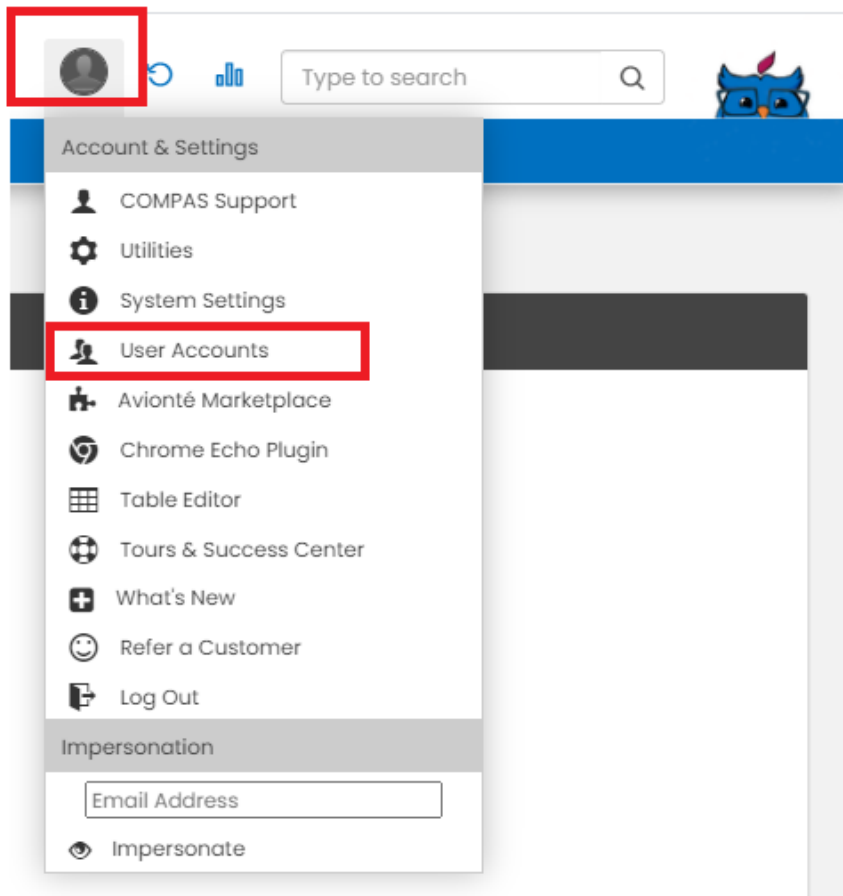 Type to search
Account & Settings
COMPAS Support
Utilities
System Settings
User Accounts
Avionté Marketplace
Chrome Echo Plugin
Table Editor
Tours & Success Center
What's New
Refer a Customer
Log Out
Impersonation
Email Address
Impersonate